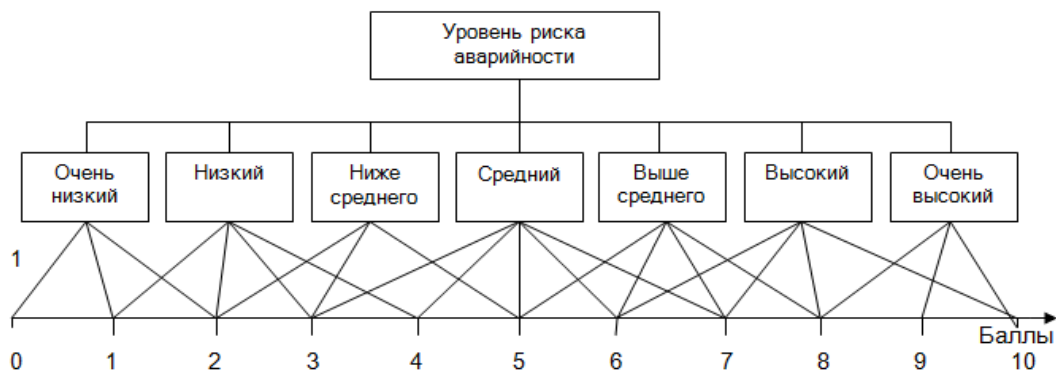 Уровень риска
аварийности
Очень
низкий
Низкий
Ниже
среднего
Средний
Выше
среднего
Высокий
Очень
высокий
1
Баллы
0 1 2 3 4 5 6 7 8 9 10